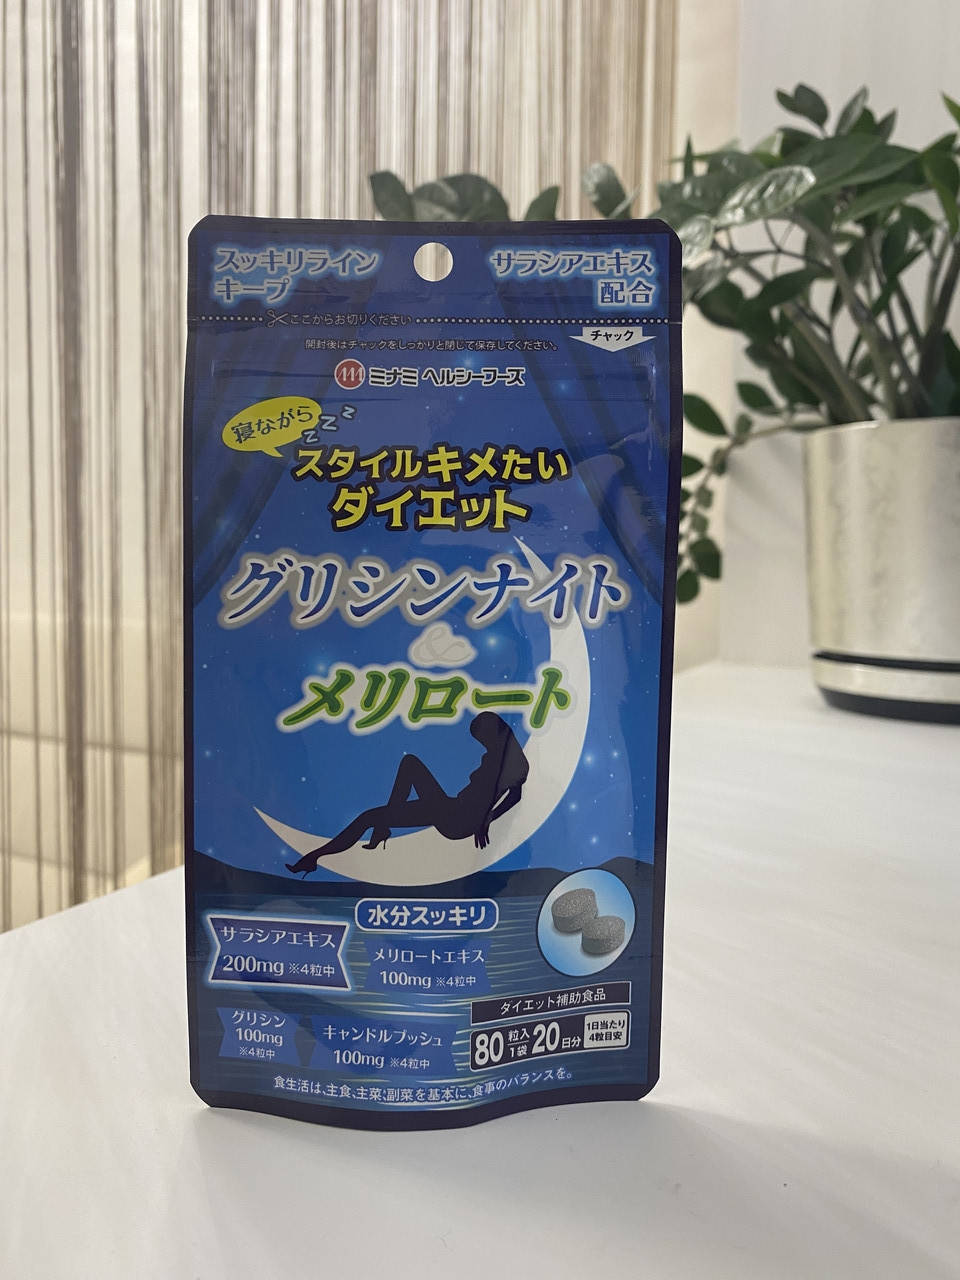 スッキリライン
キープ
サラシアエキス
配合
ここからお切りください
チャック
開封後はチャックをしっかりと閉じて保存してください。
ミナミ ヘルシーフーズ
寝ながら
zzz
スタイルキメたい
ダイエット
グリシンナイト
&
メリロート
水分スッキリ
サラシアエキス
200mg ※4粒中
メリロートエキス
100mg ※4粒中
グリシン
100mg
※4粒中
キャンドルブッシュ
100mg ※4粒中
ダイエット補助食品
80粒入 1袋 20日分
1日当たり
4粒目安
食生活は、主食、主菜、副菜を基本に、食事のバランスを。